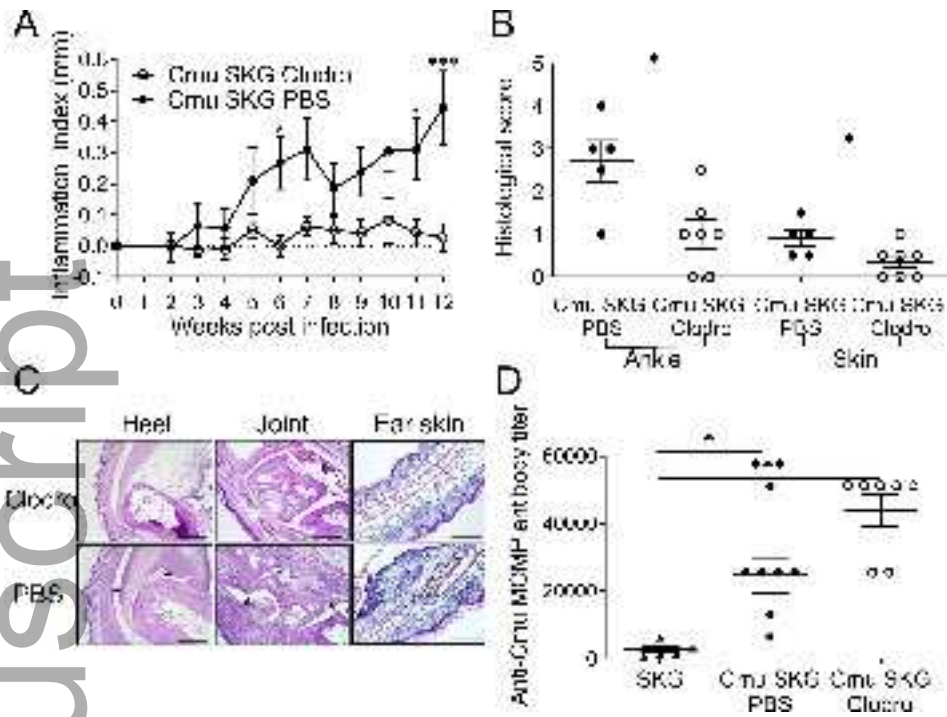 A
Inflammation index (mm)
0.6
0.5
0.4
0.3
0.2
0.1
0.0
-0.1
Cmu SKG Clodro
Cmu SKG PBS
***
*
*
0 1 2 3 4 5 6 7 8 9 10 11 12
Weeks post infection
B
Histological score
5
4
3
2
1
0
Cmu SKG Cmu SKG Cmu SKG Cmu SKG
PBS Clodro PBS Clodro
Ankle Skin
C
Heel Joint Ear skin
Clodro
PBS
D
Anti-Cmu MOMP antibody titer
60000
40000
20000
0
SKG Cmu SKG Cmu SKG
PBS Clodro
uscript